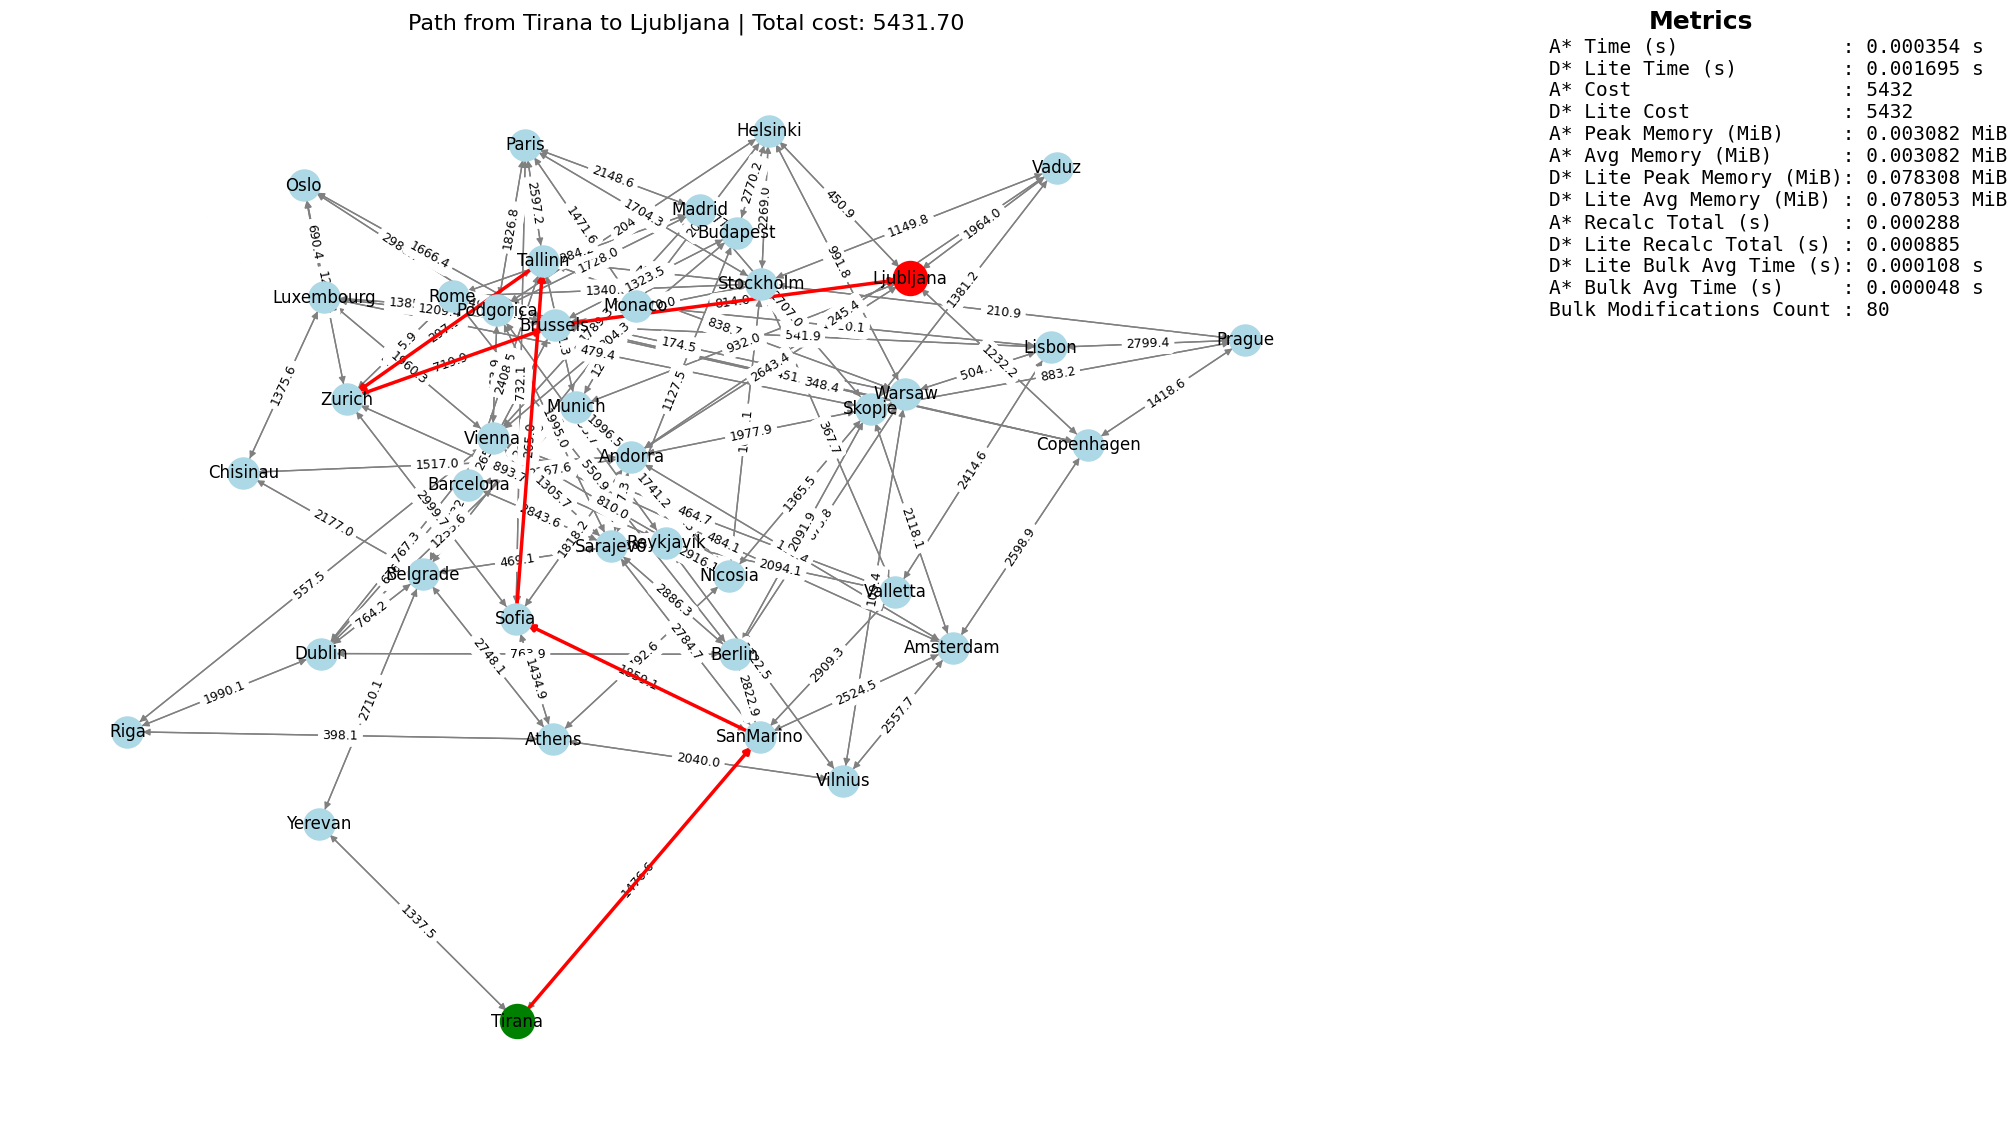 Path from Tirana to Ljubljana | Total cost: 5431.70
Metrics
A* Time (s) : 0.000354 s
D* Lite Time (s) : 0.001695 s
A* Cost : 5432
D* Lite Cost : 5432
A* Peak Memory (MiB) : 0.003082 MiB
A* Avg Memory (MiB) : 0.003082 MiB
D* Lite Peak Memory (MiB): 0.078308 MiB
D* Lite Avg Memory (MiB) : 0.078053 MiB
A* Recalc Total (s) : 0.000288
D* Lite Recalc Total (s) : 0.000885
D* Lite Bulk Avg Time (s): 0.000108 s
A* Bulk Avg Time (s) : 0.000048 s
Bulk Modifications Count : 80
Helsinki
Paris
Vaduz
Oslo
Madrid
Budapest
Tallinn
Ljubljana
Stockholm
Luxembourg
Rome
Podgorica
Monaco
Brussels
Prague
Lisbon
Zurich
Munich
Warsaw
Skopje
Vienna
Copenhagen
Andorra
Chisinau
Barcelona
Sarajevo
Reykjavik
Belgrade
Nicosia
Valletta
Sofia
Dublin
Berlin
Amsterdam
Riga
Athens
SanMarino
Vilnius
Yerevan
Tirana
2148.6
2770.2
2269.0
450.9
1964.0
1149.8
2597.2
1704.3
1471.6
1826.8
690.4
1666.4
1728.0
1323.5
991.8
1381.2
210.9
814.0
838.7
932.0
245.4
541.9
2799.4
174.5
479.4
348.4
883.2
1232.2
1418.6
2643.4
1375.6
719.9
732.1
1127.5
1977.9
367.7
2414.6
1517.0
893.7
1996.5
1741.2
550.9
1305.7
810.0
464.7
484.1
1365.5
2091.9
2118.1
2598.9
2177.0
2999.7
2843.6
1818.2
469.1
2094.1
767.3
557.5
764.2
2886.3
2784.7
2748.1
1434.9
1859.1
2822.9
2909.3
2524.5
2557.7
1990.1
398.1
2710.1
2040.0
1476.6
1337.5